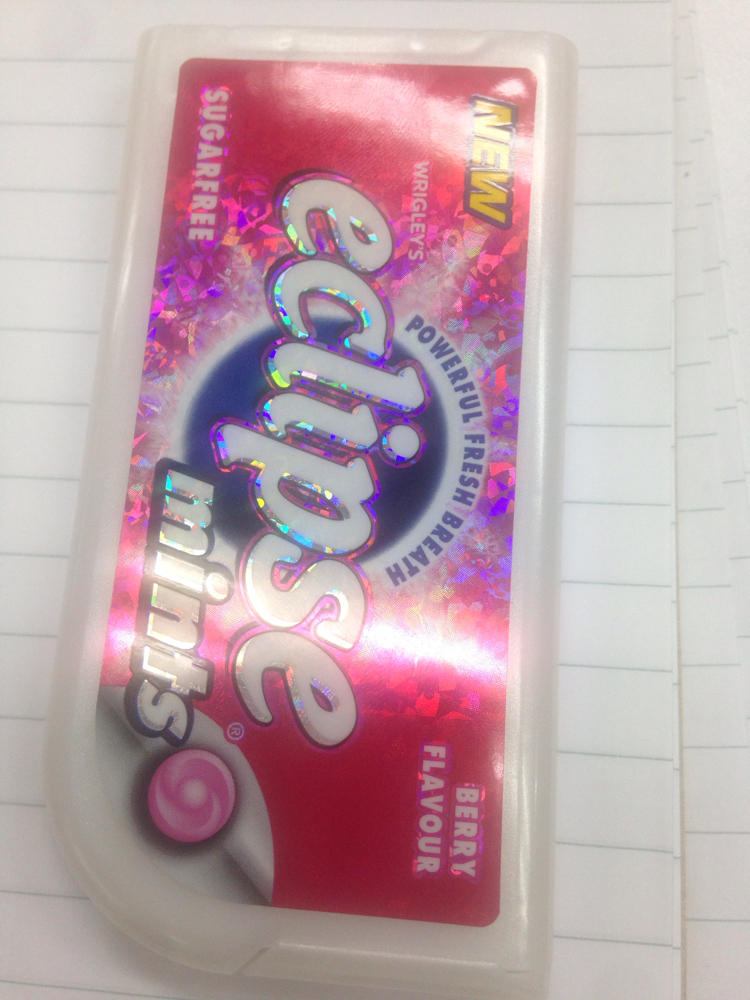 NEW
WRIGLEY'S
eclipse
mints®
POWERFUL FRESH BREATH
SUGARFREE
BERRY
FLAVOUR